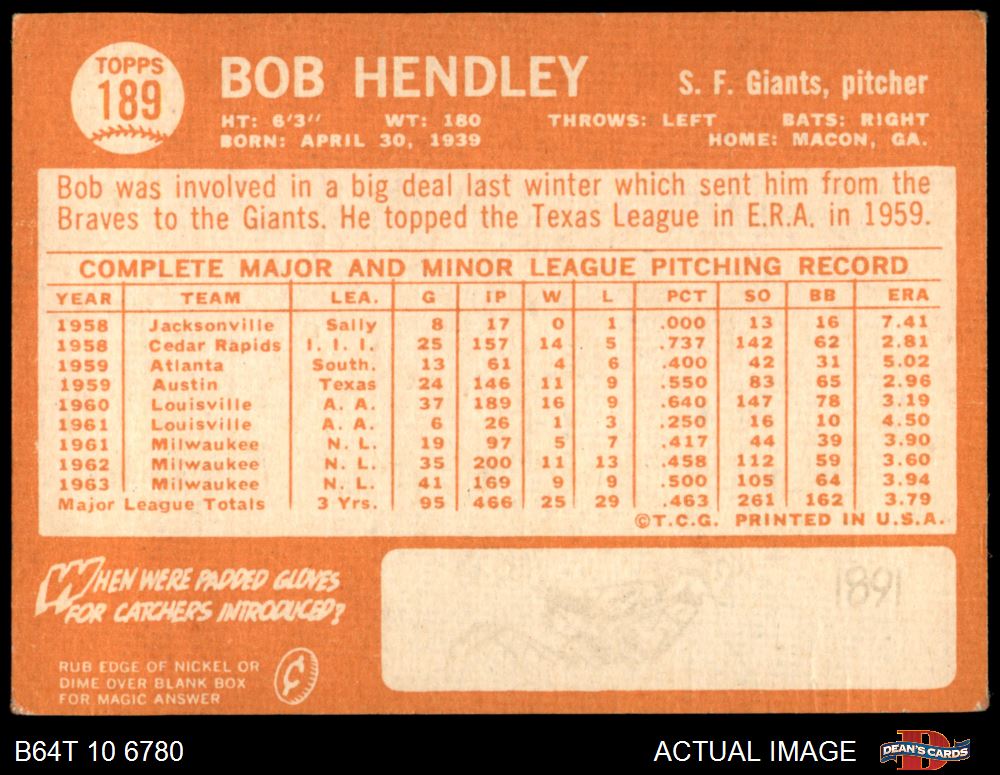 TOPPS
189
BOB HENDLEY
S. F. Giants, pitcher
HT: 6'3'' WT: 180 THROWS: LEFT BATS: RIGHT
BORN: APRIL 30, 1939 HOME: MACON, GA.
Bob was involved in a big deal last winter which sent him from the
Braves to the Giants. He topped the Texas League in E.R.A. in 1959.
COMPLETE MAJOR AND MINOR LEAGUE PITCHING RECORD
YEAR TEAM LEA. G IP W L PCT SO BB ERA
1958 Jacksonville Sally 8 17 0 1 .000 13 16 7.41
1958 Cedar Rapids I. I. I. 25 157 14 5 .737 142 62 2.81
1959 Atlanta South. 13 61 4 6 .400 42 31 5.02
1959 Austin Texas 24 146 11 9 .550 83 65 2.96
1960 Louisville A. A. 37 189 16 9 .640 147 78 3.19
1961 Louisville A. A. 6 26 1 3 .250 16 10 4.50
1961 Milwaukee N. L. 19 97 5 7 .417 44 39 3.90
1962 Milwaukee N. L. 35 200 11 13 .458 112 59 3.60
1963 Milwaukee N. L. 41 169 9 9 .500 105 64 3.94
Major League Totals 3 Yrs. 95 466 25 29 .463 261 162 3.79
©T.C.G. PRINTED IN U.S.A.
WHEN WERE PADDED GLOVES
FOR CATCHERS INTRODUCED?
1891
RUB EDGE OF NICKEL OR
DIME OVER BLANK BOX
FOR MAGIC ANSWER
¢
B64T 10 6780
ACTUAL IMAGE
B
DEAN'S CARDS